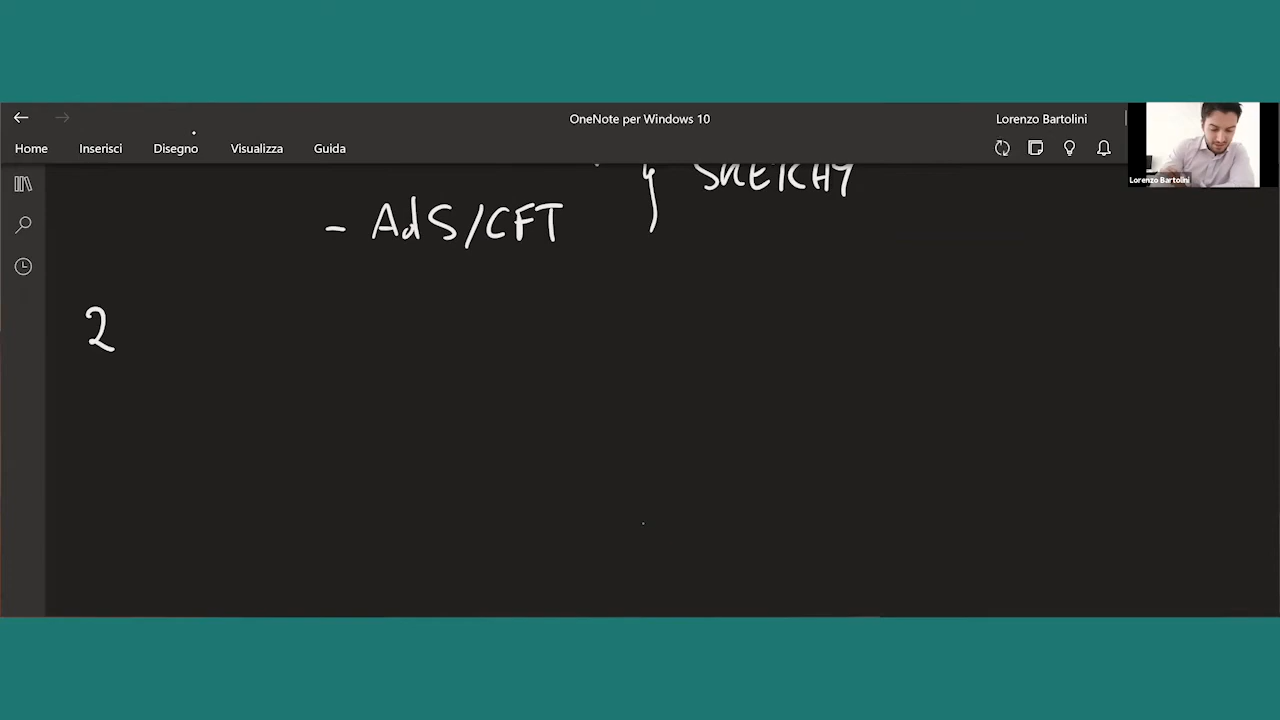 OneNote per Windows 10
Lorenzo Bartolini
Home Inserisci Disegno Visualizza Guida
Lorenzo Bartolini
SKETCHY
- AdS/CFT
2